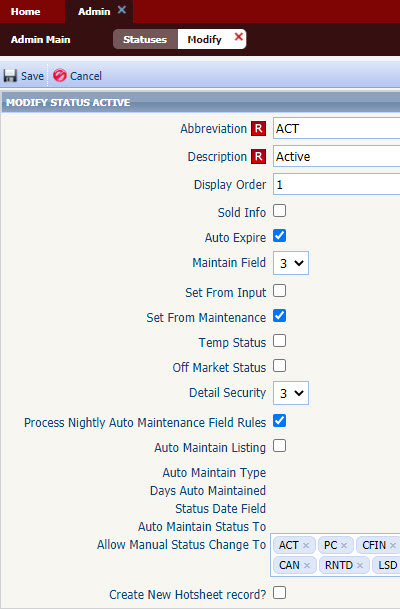 Home Admin ×
Admin Main Statuses Modify ×
Save Cancel
MODIFY STATUS ACTIVE
Abbreviation R ACT
Description R Active
Display Order 1
Sold Info
Auto Expire
Maintain Field 3
Set From Input
Set From Maintenance
Temp Status
Off Market Status
Detail Security 3
Process Nightly Auto Maintenance Field Rules
Auto Maintain Listing
Auto Maintain Type
Days Auto Maintained
Status Date Field
Auto Maintain Status To
Allow Manual Status Change To ACT × PC × CFIN ×
CAN × RNTD × LSD
Create New Hotsheet record?